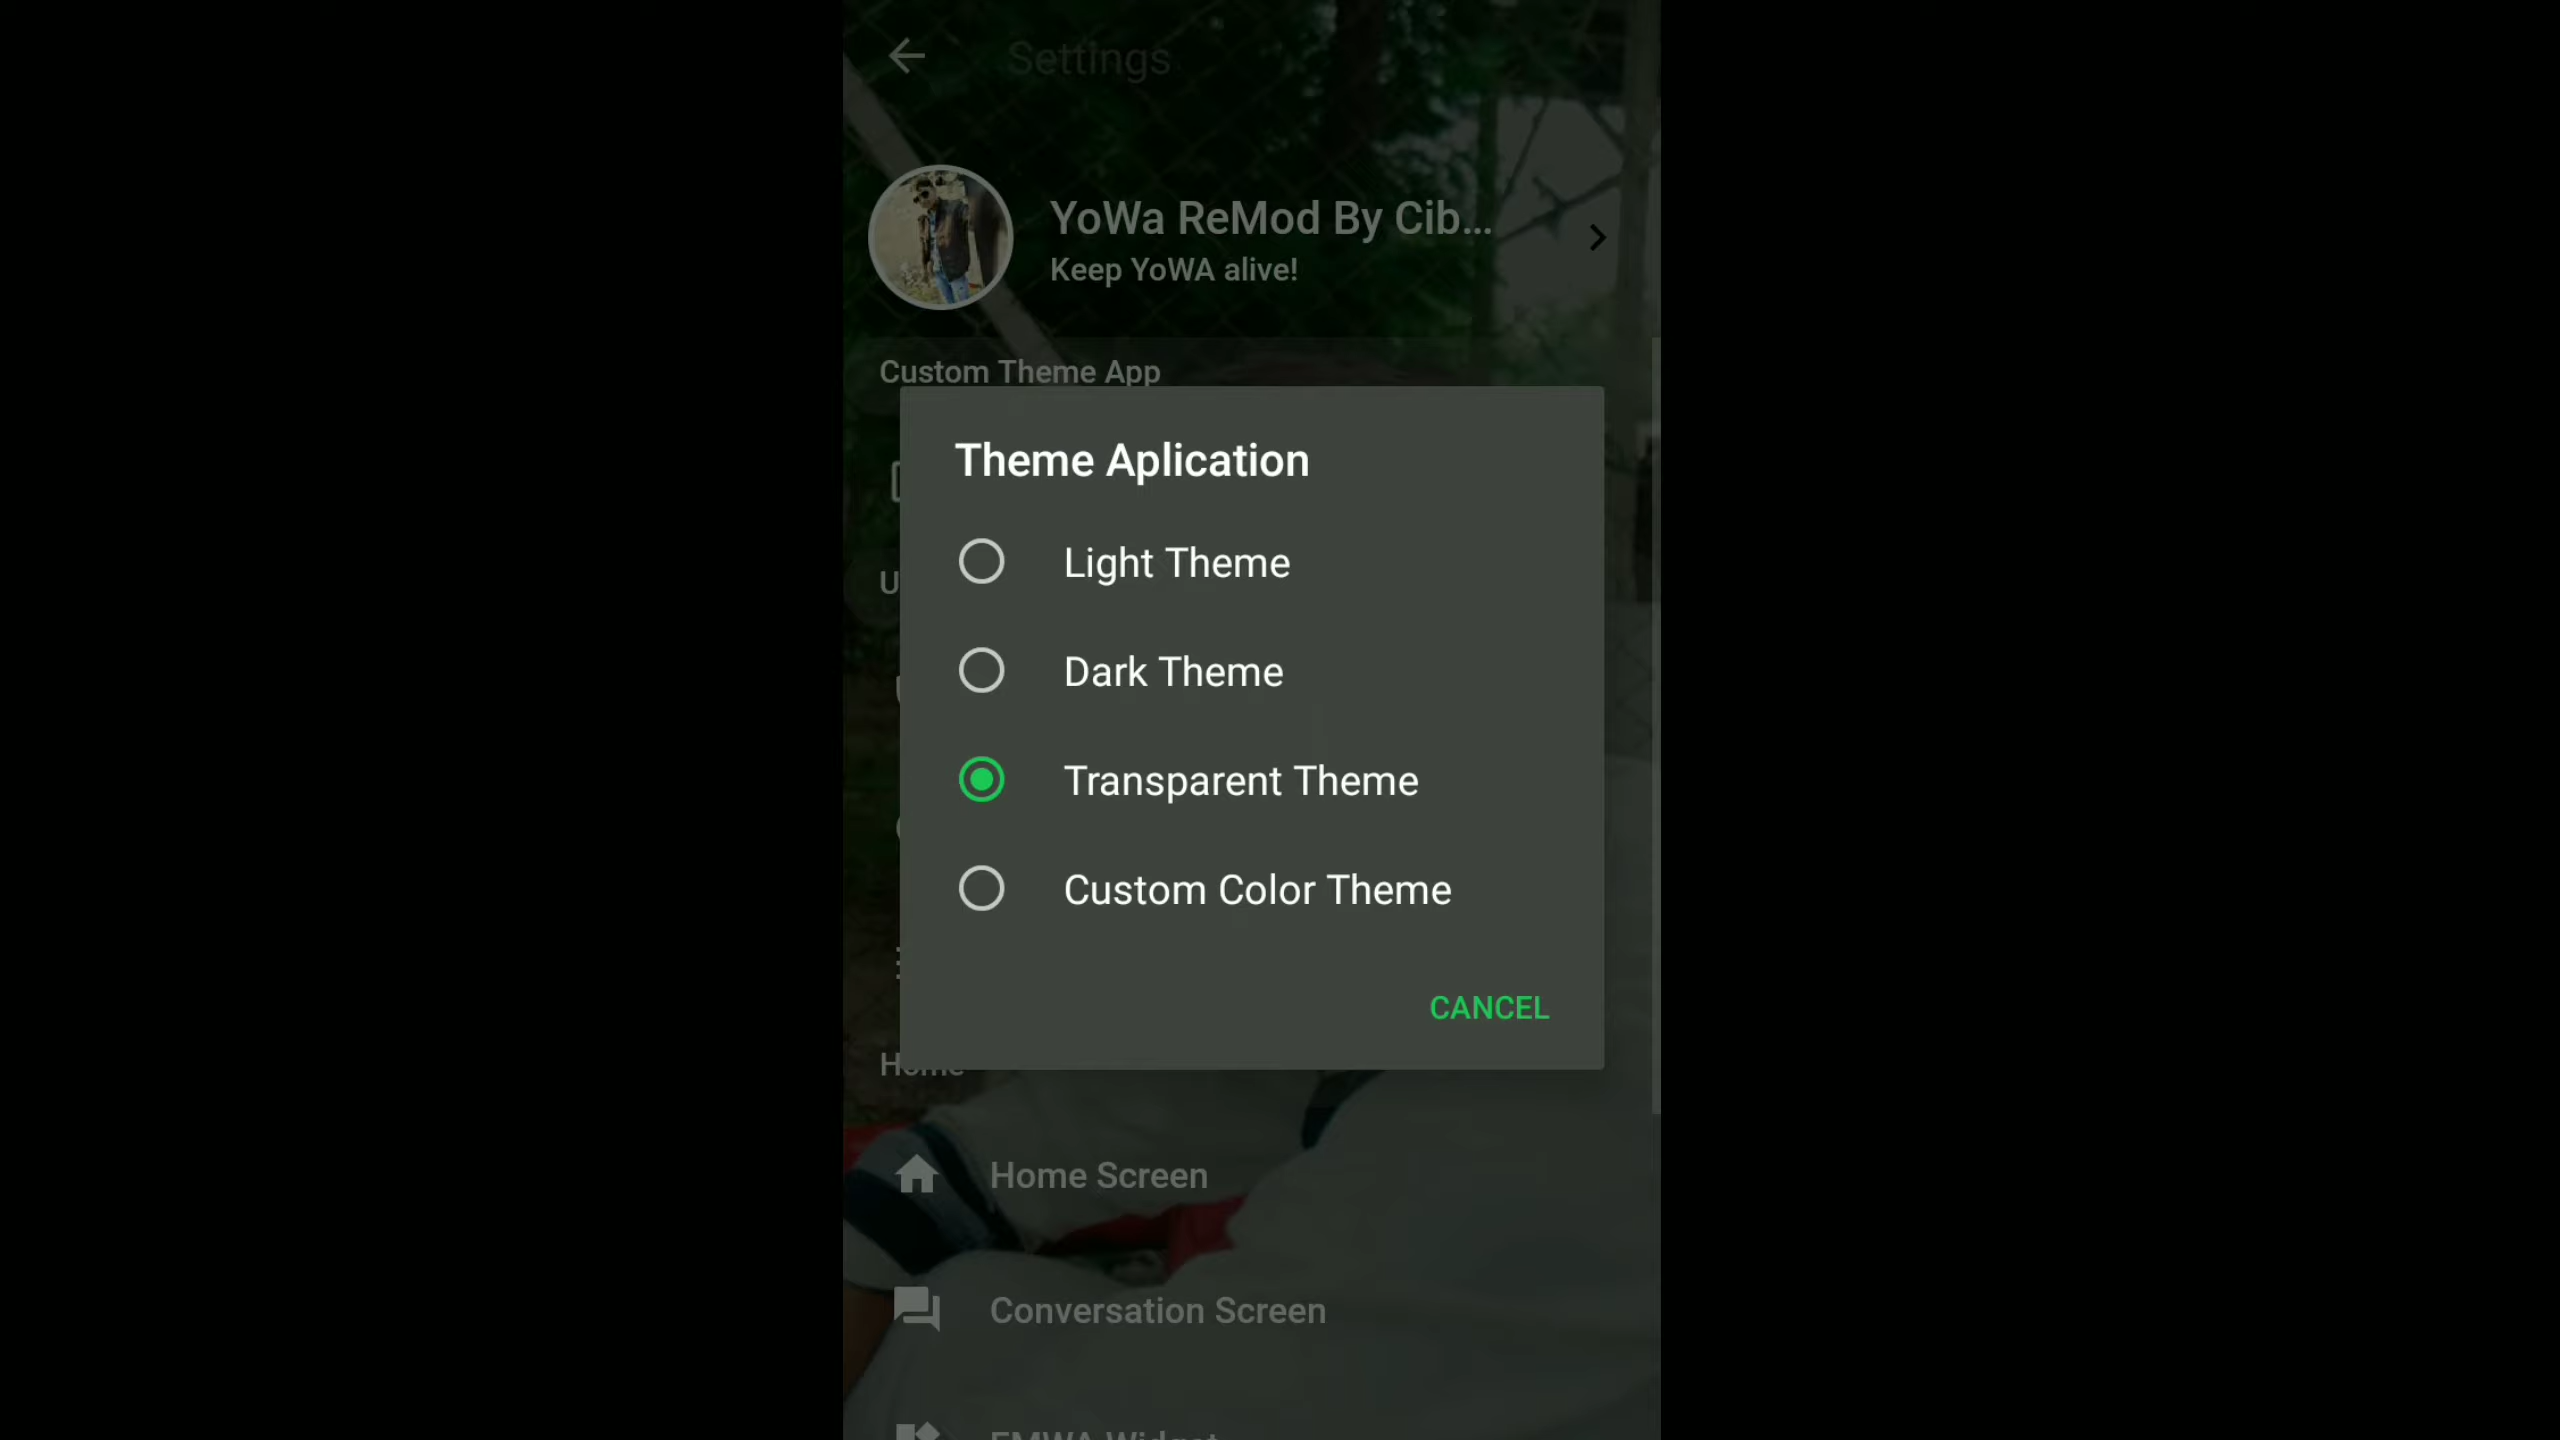 Settings
YoWa ReMod By Cib...
Keep YoWA alive!
Custom Theme App
Theme Aplication
Light Theme
Dark Theme
Transparent Theme
Custom Color Theme
CANCEL
Home
Home Screen
Conversation Screen